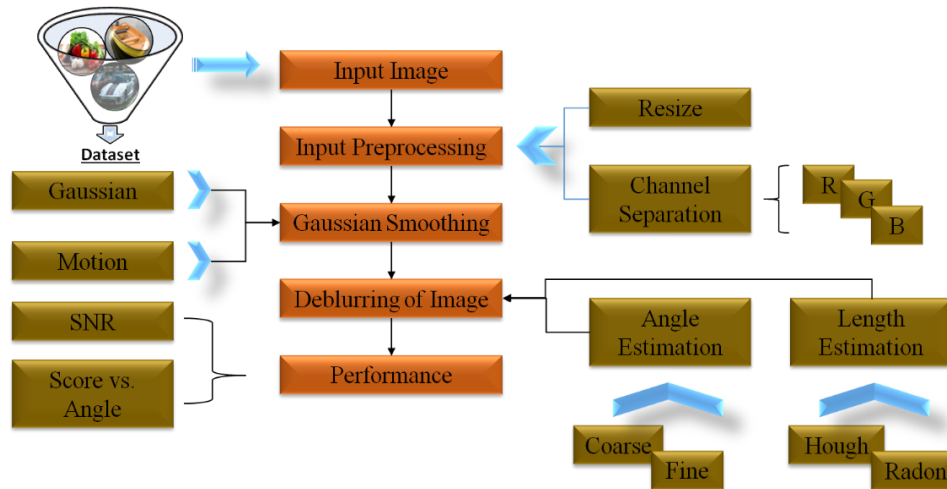 Input Image
Input Preprocessing
Gaussian Smoothing
Deblurring of Image
Performance
Dataset
Gaussian
Motion
SNR
Score vs.
Angle
Resize
Channel
Separation
R
G
B
Angle
Estimation
Length
Estimation
Coarse
Fine
Hough
Radon